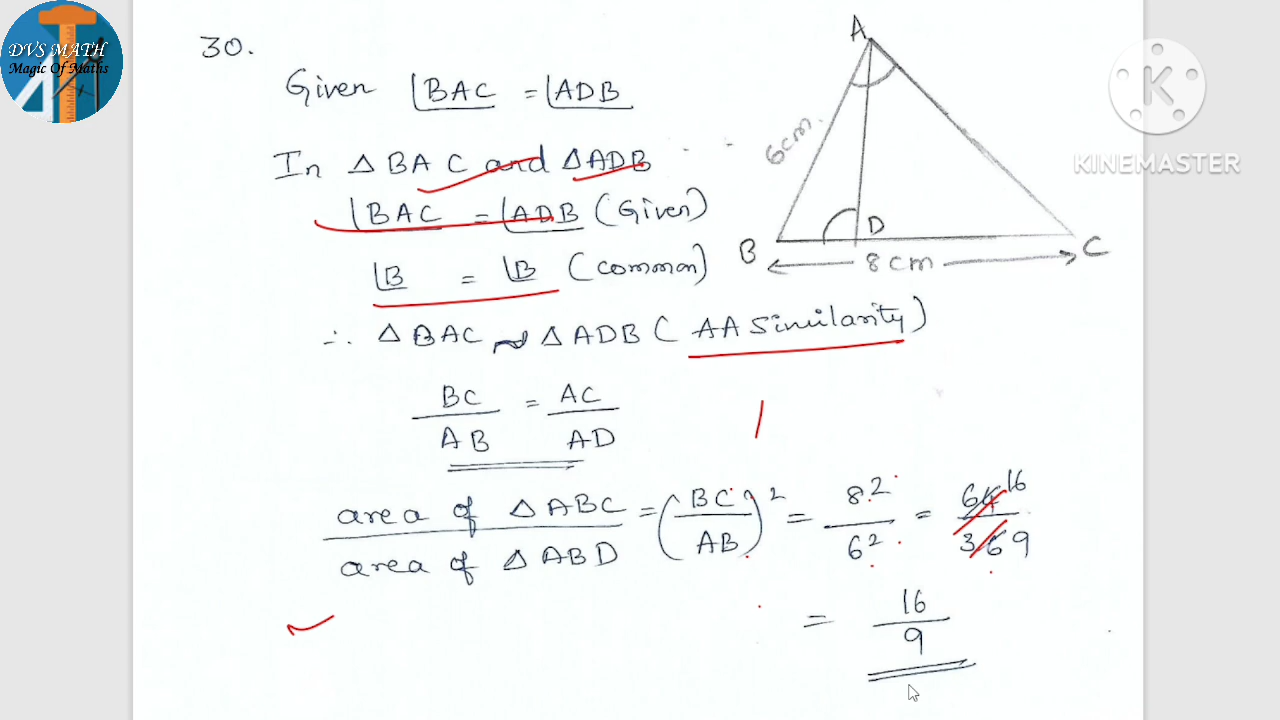 DVS MATH
Magic Of Maths
30.
Given ∠BAC = ∠ADB
In △BAC and △ADB
∠BAC = ∠ADB (Given)
∠B = ∠B (common)
∴ △BAC ~ △ADB (AA Similarity)
BC/AB = AC/AD
area of △ABC / area of △ABD = (BC/AB)² = 8²/6² = 64/36 16/9
= 16/9
A
6cm.
B
D
C
8cm
K
KINEMASTER